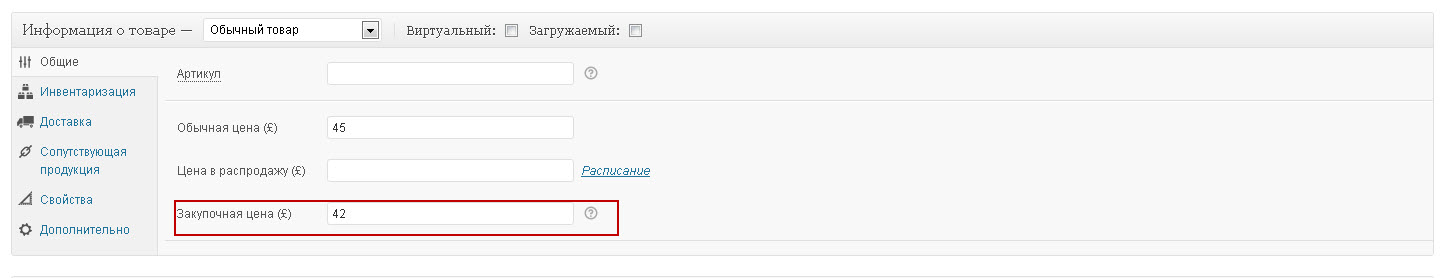 Информация о товаре — Обычный товар Виртуальный: Загружаемый:
Общие
Инвентаризация
Доставка
Сопутствующая
продукция
Свойства
Дополнительно
Артикул
Обычная цена (£) 45
Цена в распродажу (£) Расписание
Закупочная цена (£) 42